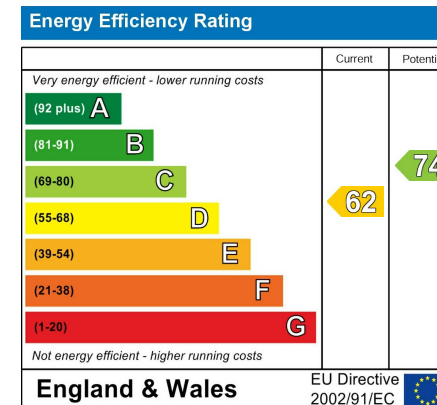 Energy Efficiency Rating
Current Potenti
Very energy efficient - lower running costs
(92 plus) A
(81-91) B
(69-80) C
(55-68) D
(39-54) E
(21-38) F
(1-20) G
62
74
Not energy efficient - higher running costs
England & Wales
EU Directive
2002/91/EC